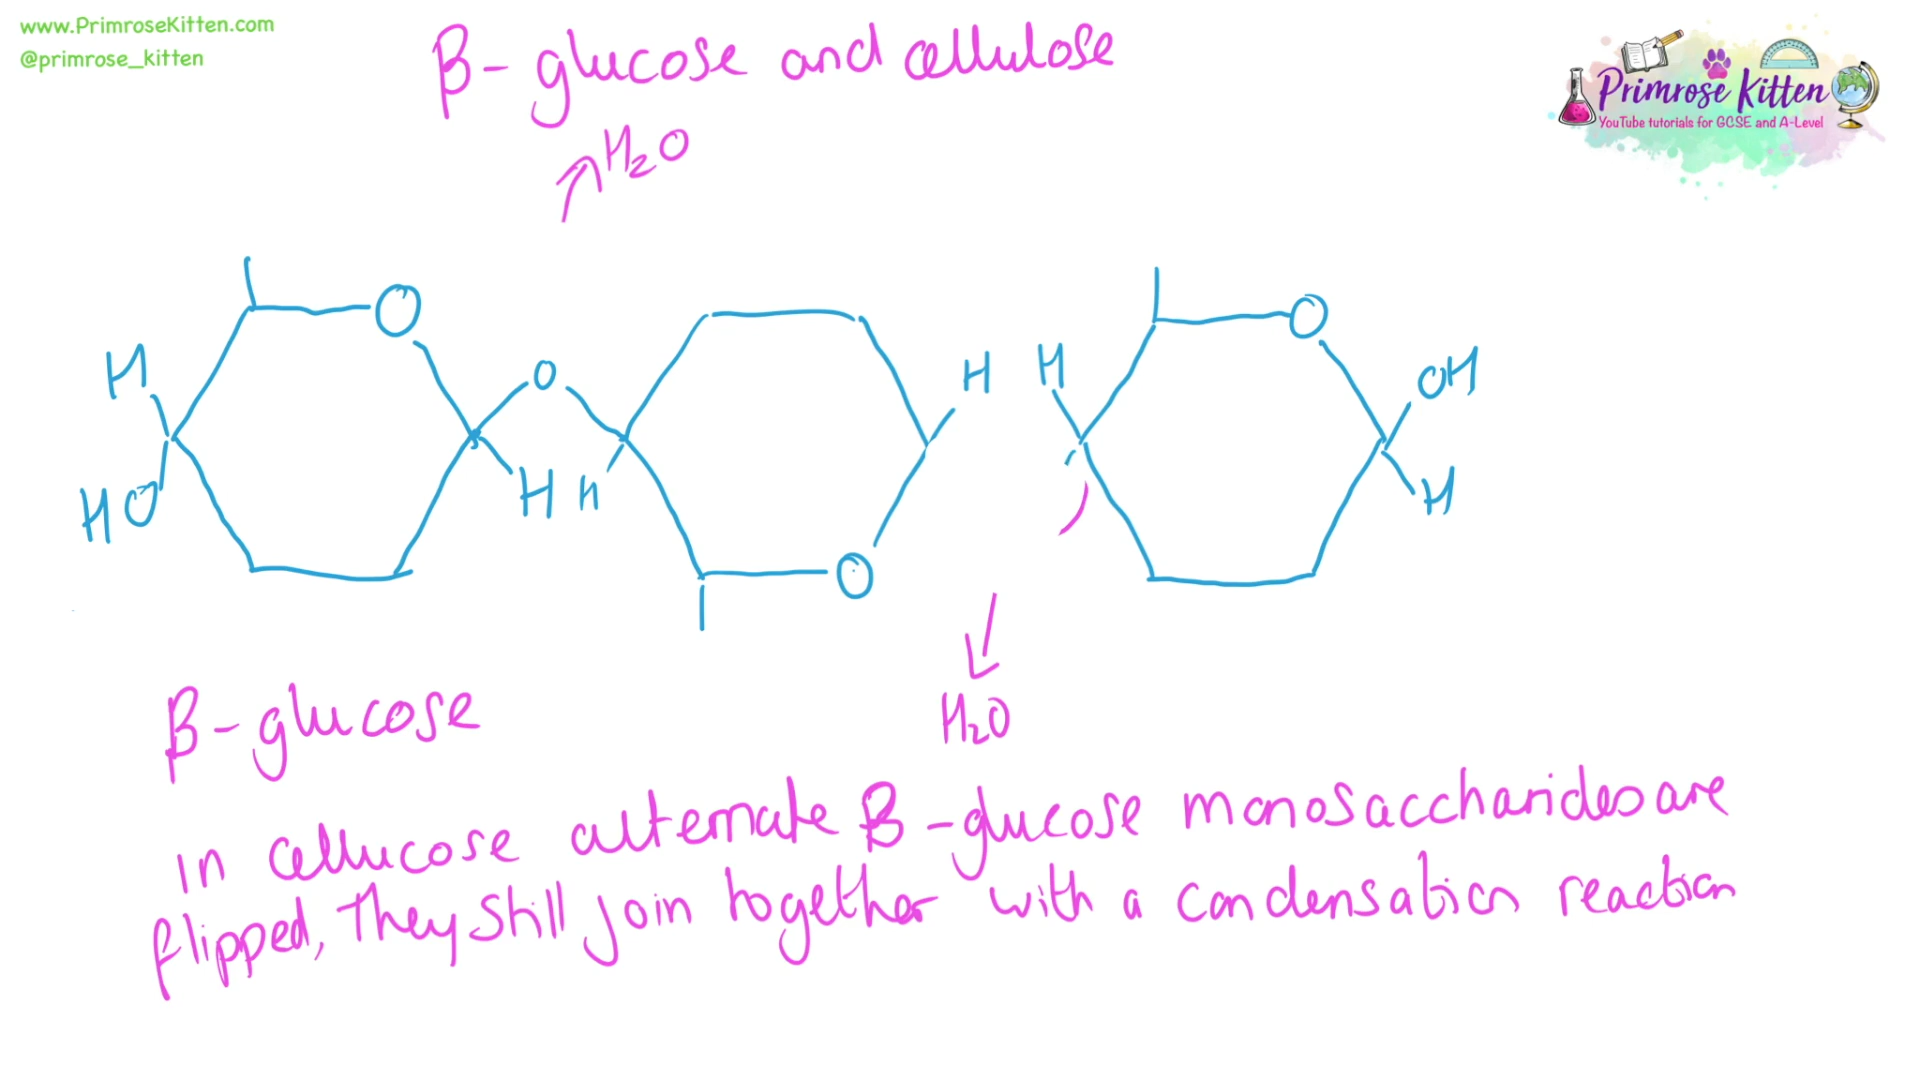 www.PrimroseKitten.com
@primrose_kitten
β- glucose and cellulose
Primrose Kitten
YouTube tutorials for GCSE and A-Level
H₂O
O
O
H
O
H
H
O
OH
HO
H
H
H
O
β-glucose
H₂O
in cellucose alternate β-glucose monosaccharides are
flipped, they still join together with a condensation reaction